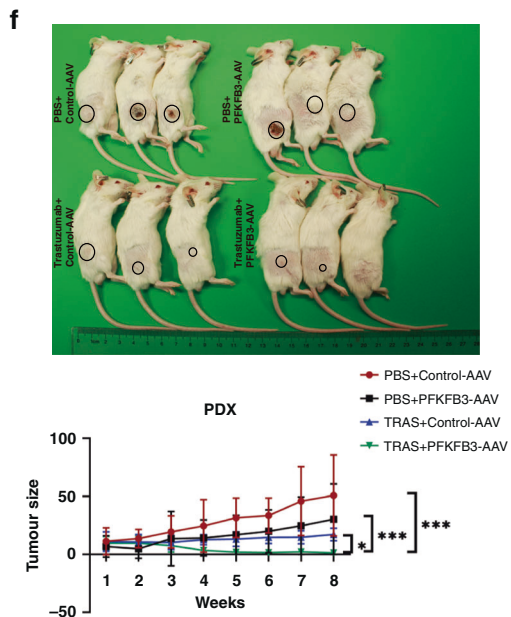 f
PBS+
Control-AAV
PBS+
PFKFB3-AAV
Trastuzumab+
Control-AAV
Trastuzumab+
PFKFB3-AAV
PBS+Control-AAV
PBS+PFKFB3-AAV
TRAS+Control-AAV
TRAS+PFKFB3-AAV
PDX
Tumour size
100
50
0
−50
1 2 3 4 5 6 7 8
Weeks
* *** ***